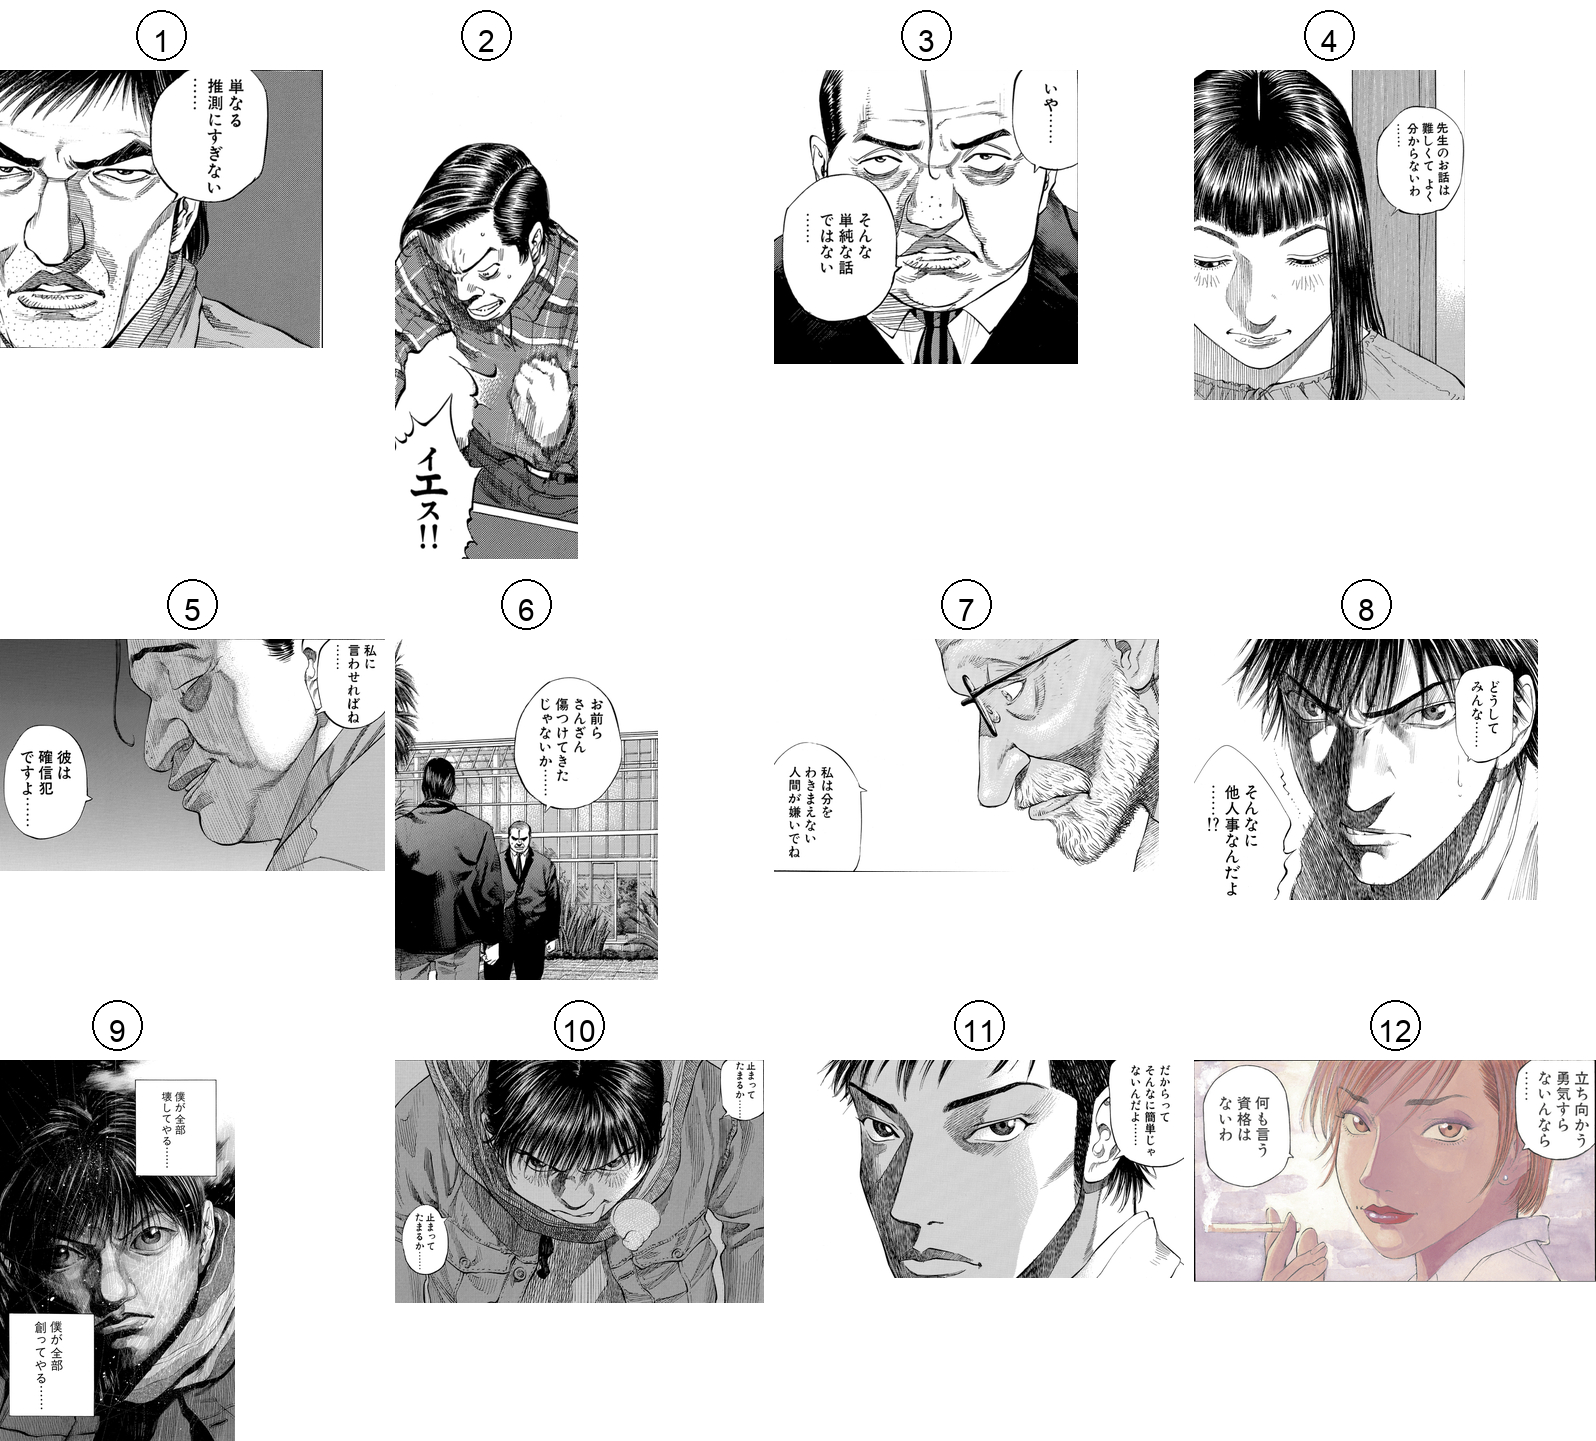 1
単なる
推測にすぎない
……
2
イエス!!
3
いや……
そんな
単純な話
ではない
……
4
先生のお話は
難しくて よく
分からないわ
……
5
私に
言わせればね
……
彼は
確信犯
ですよ……
6
お前ら
さんざん
傷つけてきた
じゃないか……
7
私は分を
わきまえない
人間が嫌いでね
8
どうして
みんな……
そんなに
他人事なんだよ
……!?
9
僕が全部
壊してやる……
僕が全部
創ってやる……
10
止まって
たまるか……
止まって
たまるか…
11
だからって
そんなに簡単じゃ
ないんだよ……
12
立ち向かう
勇気すら
ないんなら
……
何も言う
資格は
ないわ